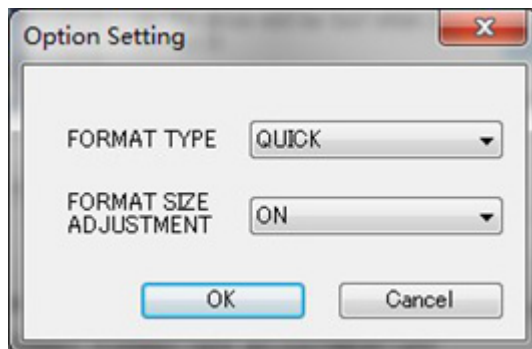 Option Setting
FORMAT TYPE QUICK
FORMAT SIZE
ADJUSTMENT ON
OK Cancel